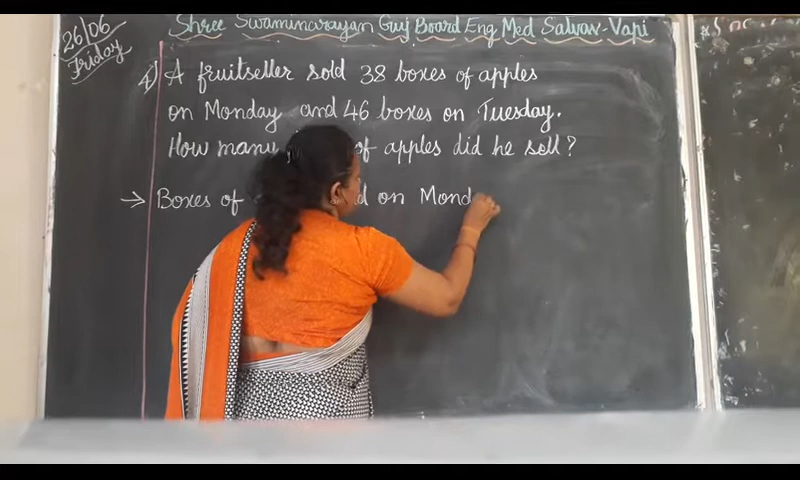 26/06
Friday
Shree Swaminarayan Guj Board Eng Med Salvav-Vapi
4) A fruitseller sold 38 boxes of apples
on Monday and 46 boxes on Tuesday.
How many of apples did he sell?
→ Boxes of on Mond